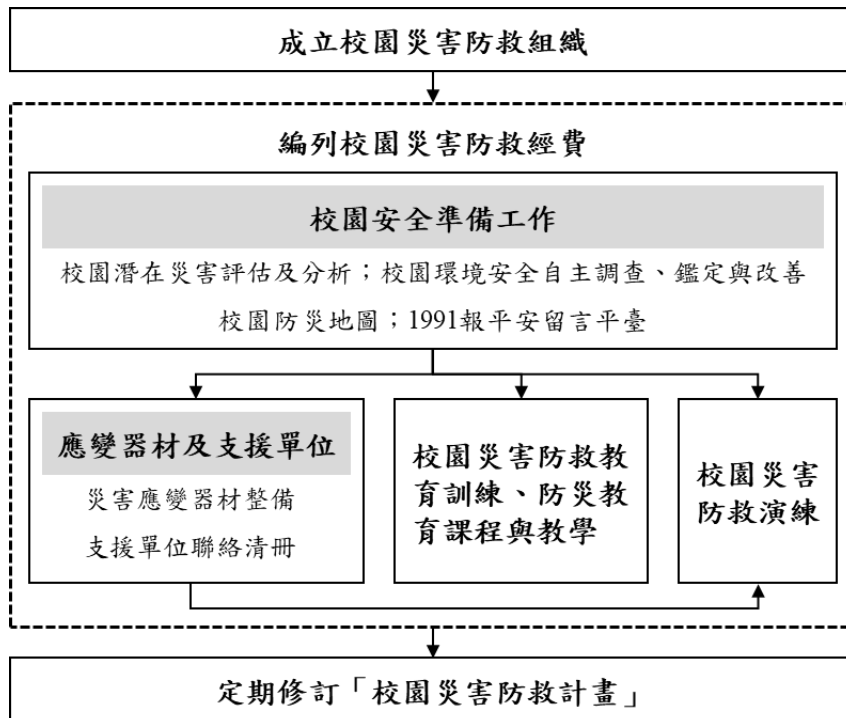 成立校園災害防救組織
編列校園災害防救經費
校園安全準備工作
校園潛在災害評估及分析；校園環境安全自主調查、鑑定與改善
校園防災地圖；1991報平安留言平臺
應變器材及支援單位
災害應變器材整備
支援單位聯絡清冊
校園災害防救教
育訓練、防災教
育課程與教學
校園災害
防救演練
定期修訂「校園災害防救計畫」